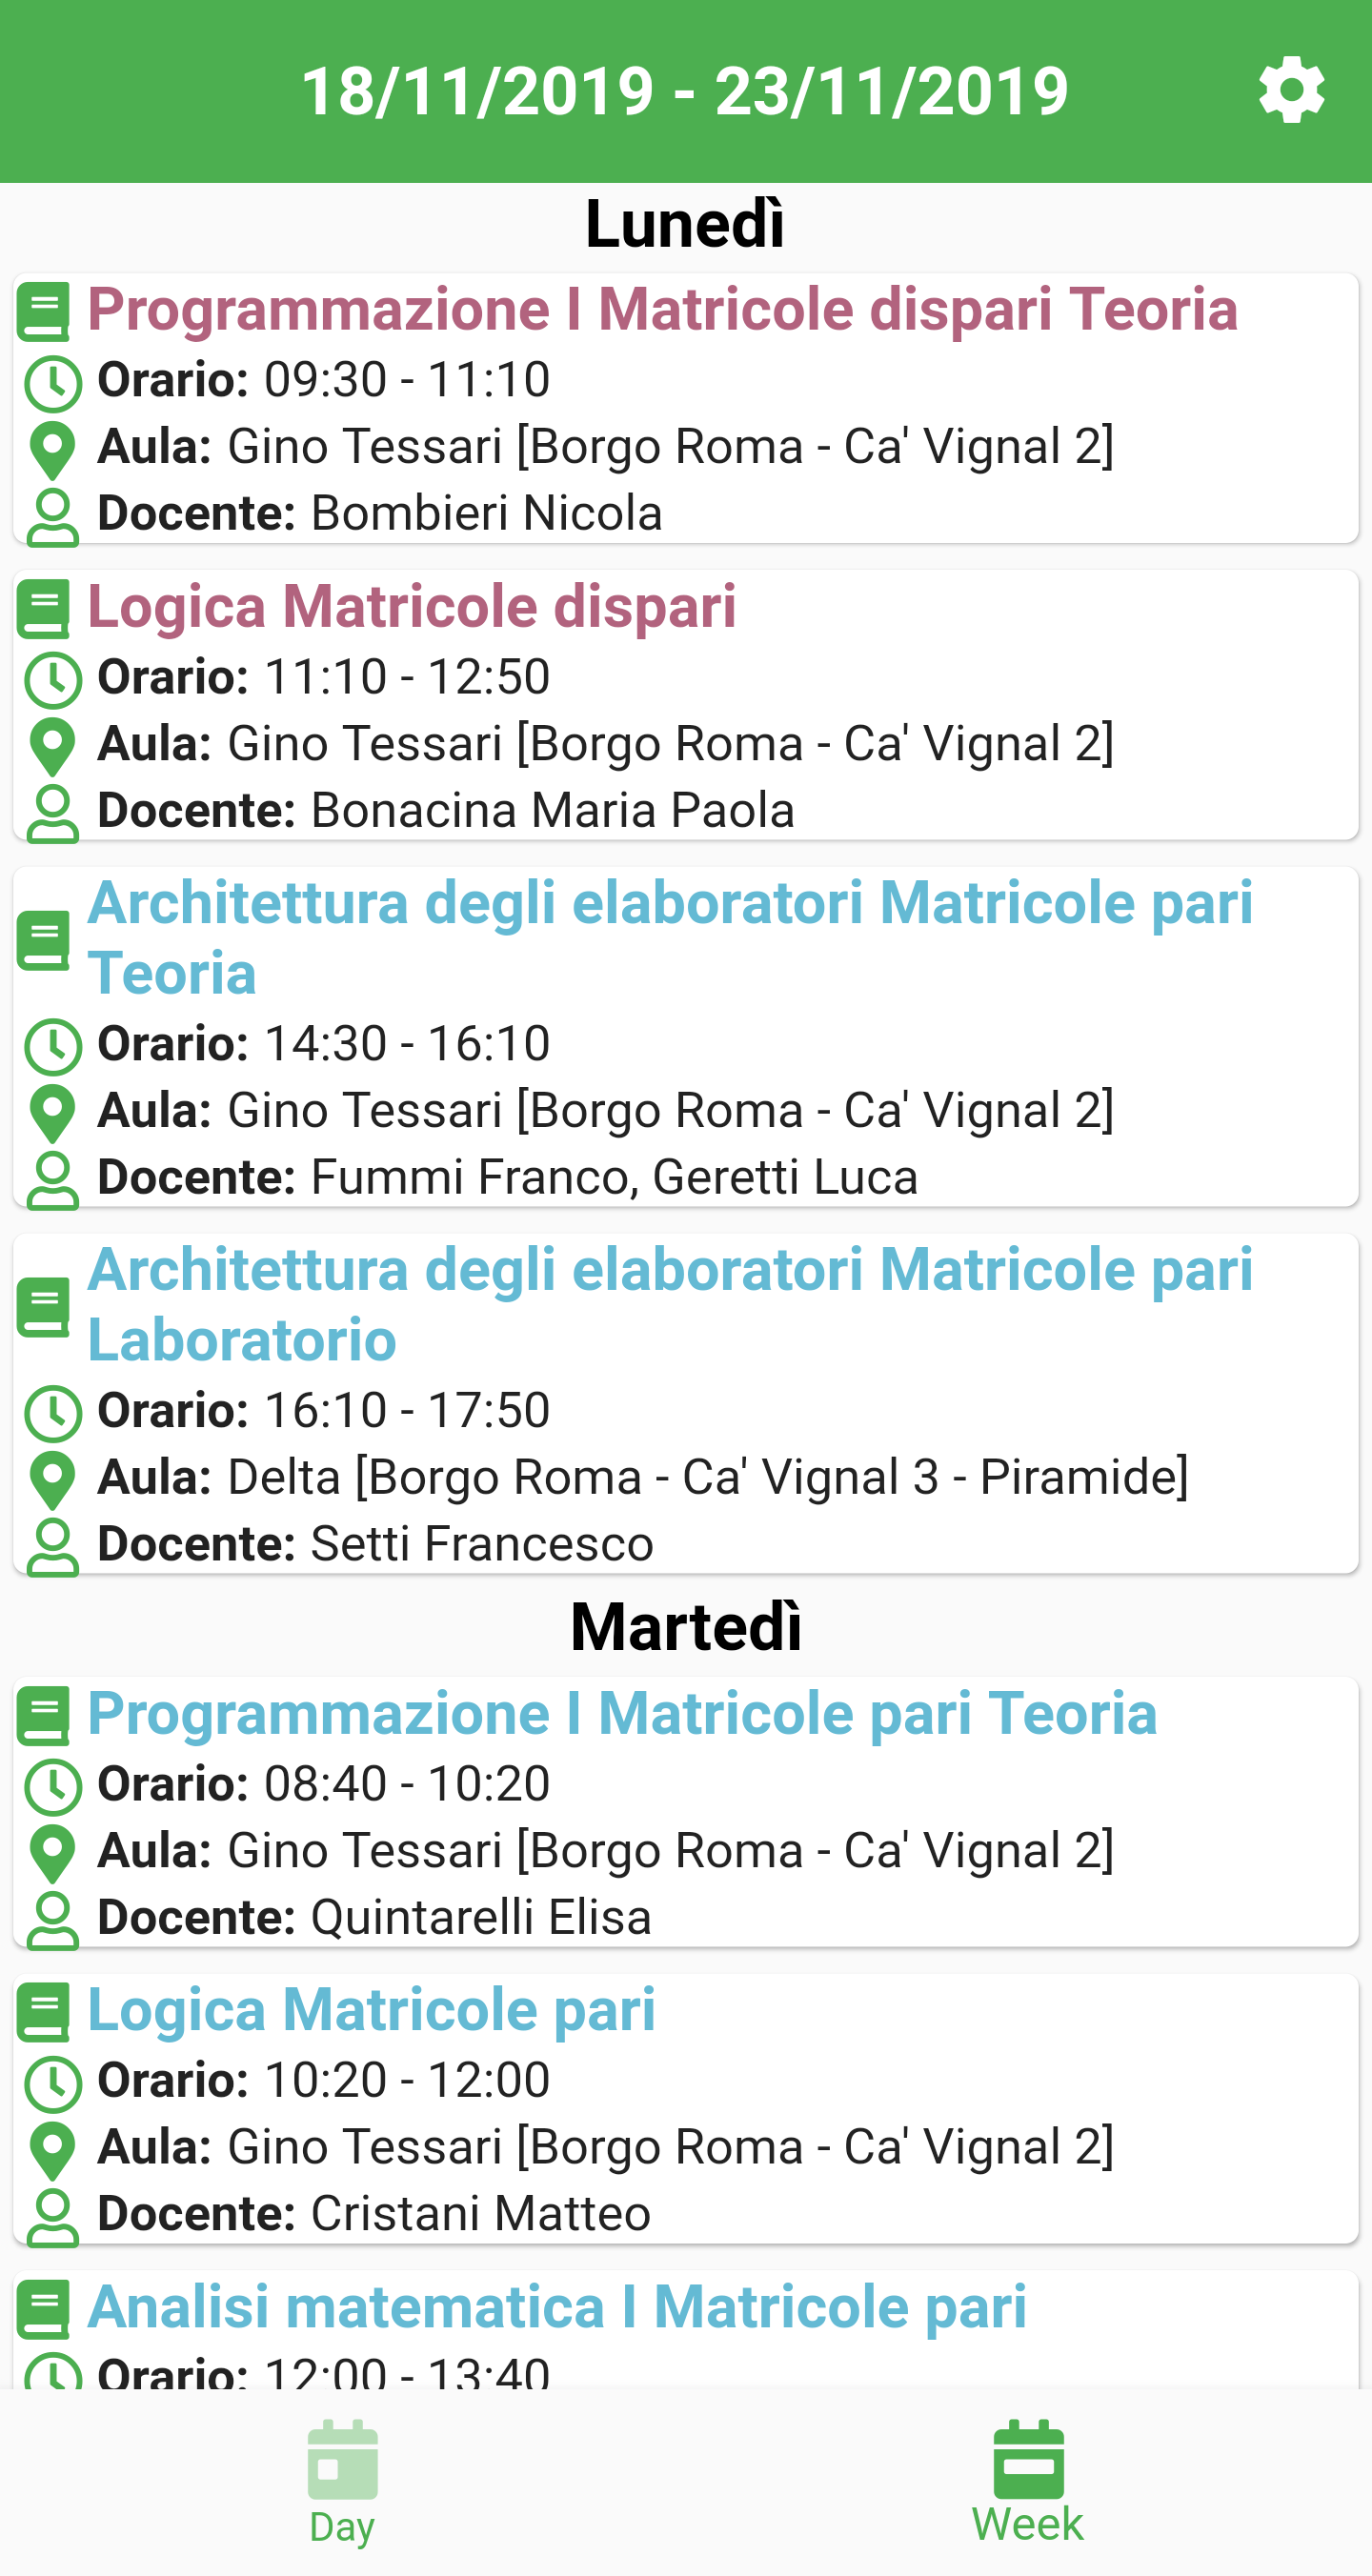 18/11/2019 - 23/11/2019
Lunedì
Programmazione I Matricole dispari Teoria
Orario: 09:30 - 11:10
Aula: Gino Tessari [Borgo Roma - Ca' Vignal 2]
Docente: Bombieri Nicola
Logica Matricole dispari
Orario: 11:10 - 12:50
Aula: Gino Tessari [Borgo Roma - Ca' Vignal 2]
Docente: Bonacina Maria Paola
Architettura degli elaboratori Matricole pari
Teoria
Orario: 14:30 - 16:10
Aula: Gino Tessari [Borgo Roma - Ca' Vignal 2]
Docente: Fummi Franco, Geretti Luca
Architettura degli elaboratori Matricole pari
Laboratorio
Orario: 16:10 - 17:50
Aula: Delta [Borgo Roma - Ca' Vignal 3 - Piramide]
Docente: Setti Francesco
Martedì
Programmazione I Matricole pari Teoria
Orario: 08:40 - 10:20
Aula: Gino Tessari [Borgo Roma - Ca' Vignal 2]
Docente: Quintarelli Elisa
Logica Matricole pari
Orario: 10:20 - 12:00
Aula: Gino Tessari [Borgo Roma - Ca' Vignal 2]
Docente: Cristani Matteo
Analisi matematica I Matricole pari
Orario: 12:00 - 13:40
Day
Week